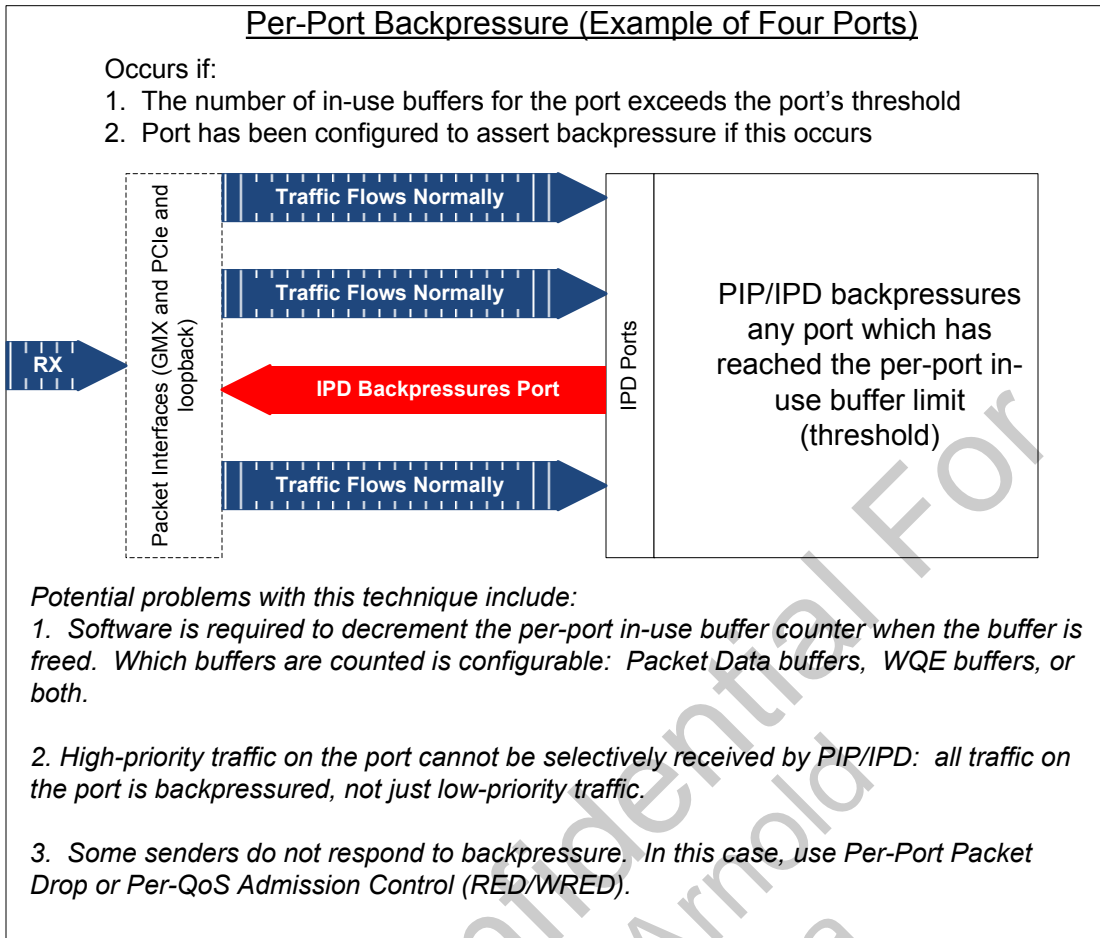 Per-Port Backpressure (Example of Four Ports)
Occurs if:
1. The number of in-use buffers for the port exceeds the port's threshold
2. Port has been configured to assert backpressure if this occurs
RX
Packet Interfaces (GMX and PCIe and
loopback)
Traffic Flows Normally
Traffic Flows Normally
IPD Backpressures Port
Traffic Flows Normally
IPD Ports
PIP/IPD backpressures
any port which has
reached the per-port in-
use buffer limit
(threshold)
Potential problems with this technique include:
1. Software is required to decrement the per-port in-use buffer counter when the buffer is
freed. Which buffers are counted is configurable: Packet Data buffers, WQE buffers, or
both.
2. High-priority traffic on the port cannot be selectively received by PIP/IPD: all traffic on
the port is backpressured, not just low-priority traffic.
3. Some senders do not respond to backpressure. In this case, use Per-Port Packet
Drop or Per-QoS Admission Control (RED/WRED).
nfidential For
Arnold